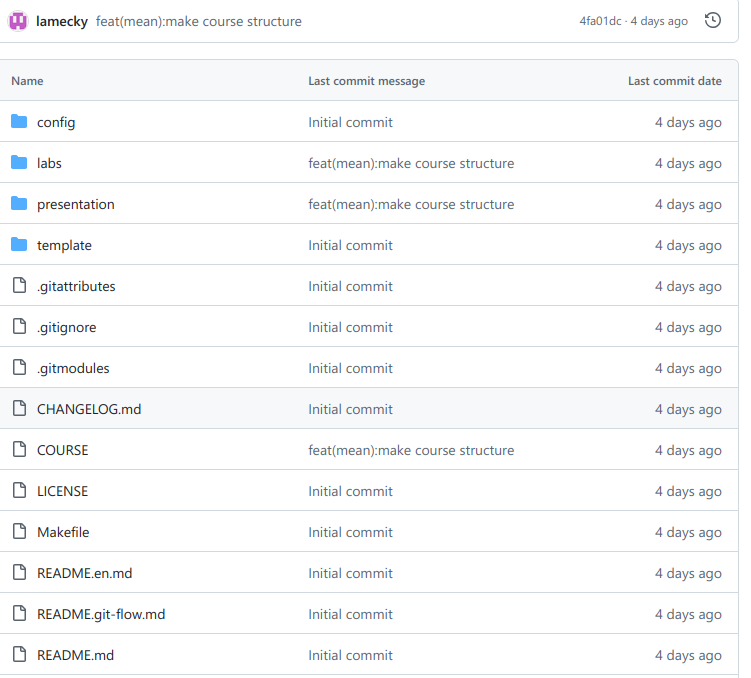 lamecky feat(mean):make course structure 4fa01dc · 4 days ago
Name Last commit message Last commit date
config Initial commit 4 days ago
labs feat(mean):make course structure 4 days ago
presentation feat(mean):make course structure 4 days ago
template Initial commit 4 days ago
.gitattributes Initial commit 4 days ago
.gitignore Initial commit 4 days ago
.gitmodules Initial commit 4 days ago
CHANGELOG.md Initial commit 4 days ago
COURSE feat(mean):make course structure 4 days ago
LICENSE Initial commit 4 days ago
Makefile Initial commit 4 days ago
README.en.md Initial commit 4 days ago
README.git-flow.md Initial commit 4 days ago
README.md Initial commit 4 days ago